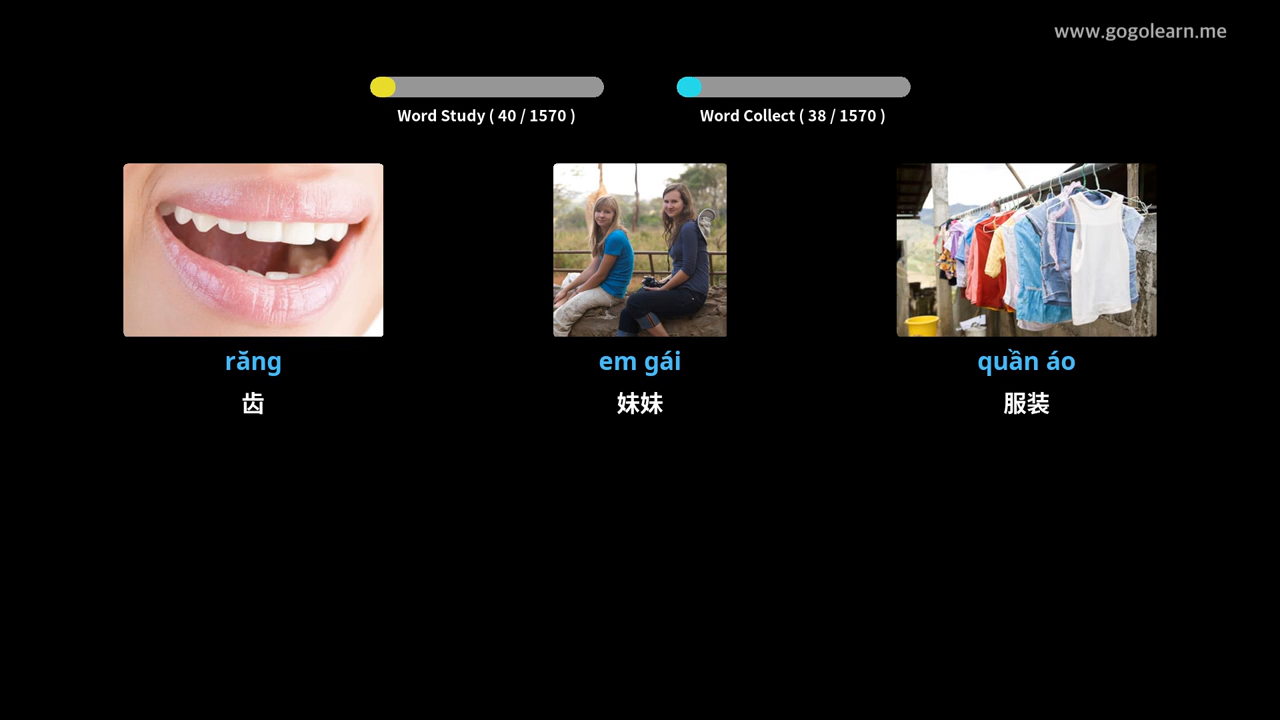 www.gogolearn.me
Word Study ( 40 / 1570 )
Word Collect ( 38 / 1570 )
răng
em gái
quần áo
齿
妹妹
服装